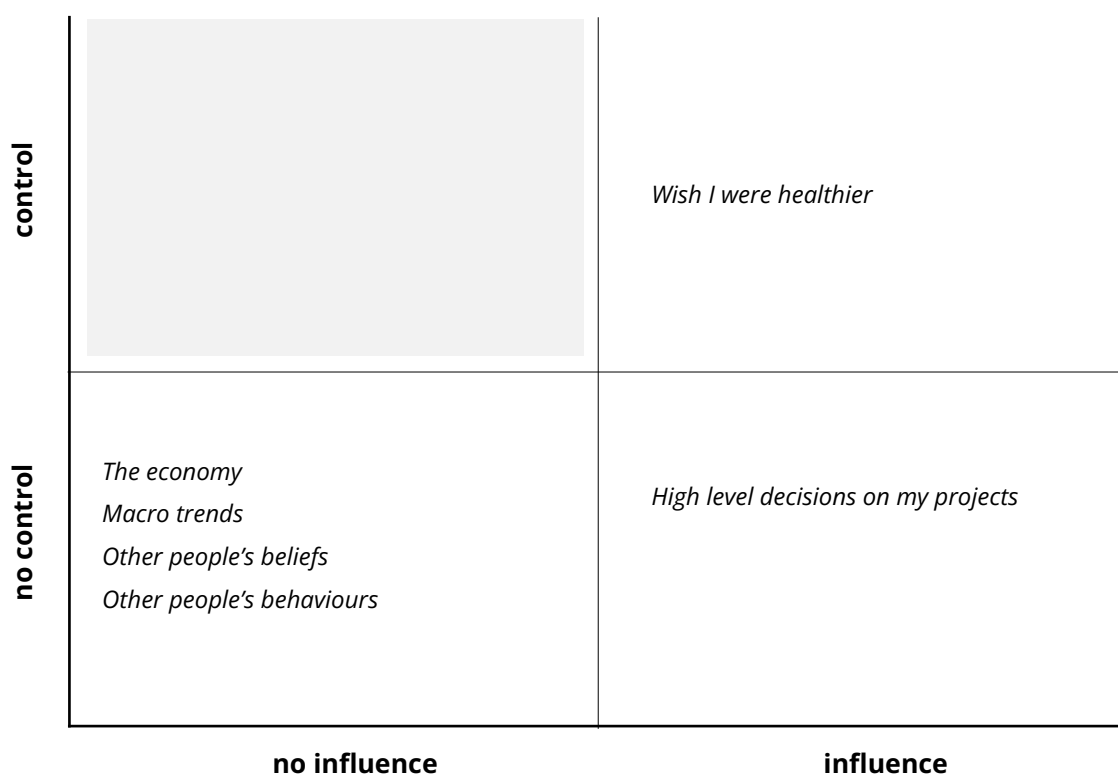 control
Wish I were healthier
no control
The economy
Macro trends
Other people’s beliefs
Other people’s behaviours
High level decisions on my projects
no influence
influence